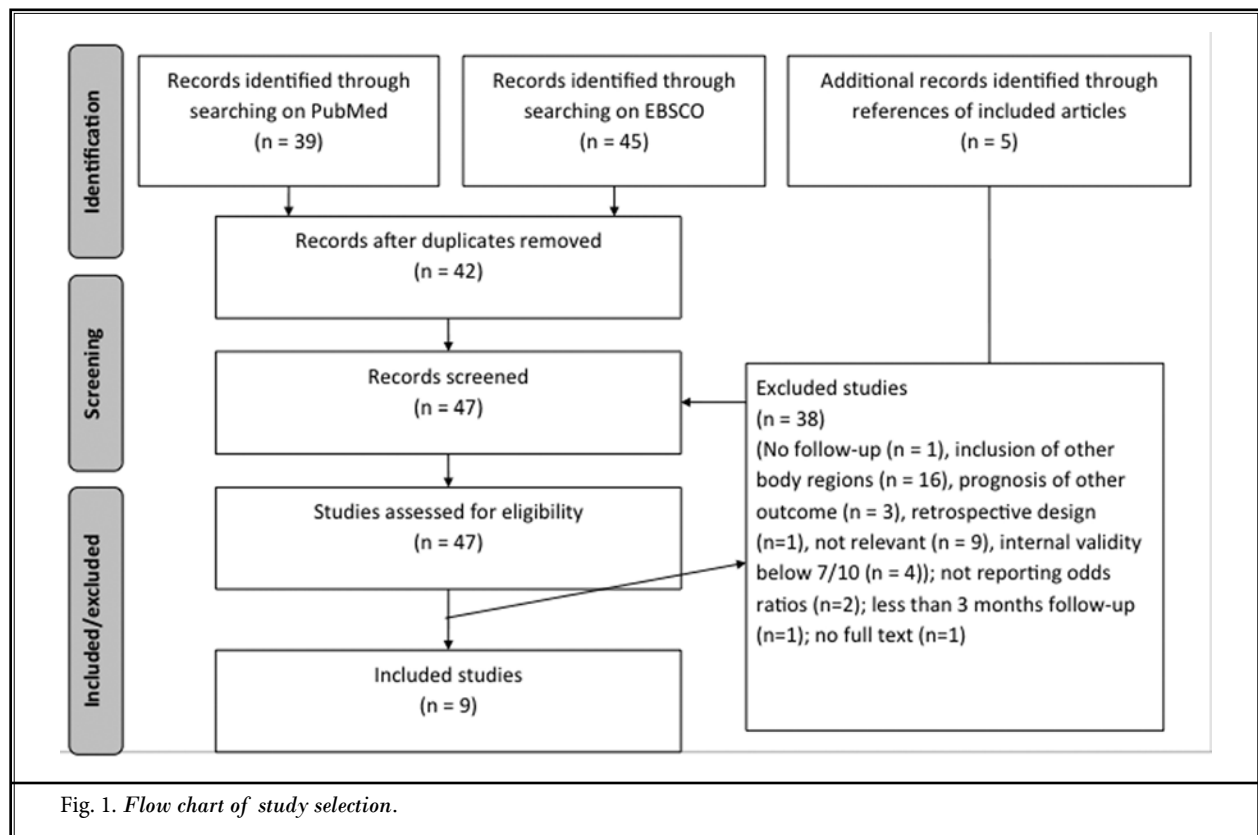 Identification
Records identified through
searching on PubMed
(n = 39)
Records identified through
searching on EBSCO
(n = 45)
Additional records identified through
references of included articles
(n = 5)
Records after duplicates removed
(n = 42)
Screening
Records screened
(n = 47)
Included/excluded
Studies assessed for eligibility
(n = 47)
Excluded studies
(n = 38)
(No follow-up (n = 1), inclusion of other
body regions (n = 16), prognosis of other
outcome (n = 3), retrospective design
(n=1), not relevant (n = 9), internal validity
below 7/10 (n = 4)); not reporting odds
ratios (n=2); less than 3 months follow-up
(n=1); no full text (n=1)
Included studies
(n = 9)
Fig. 1. Flow chart of study selection.